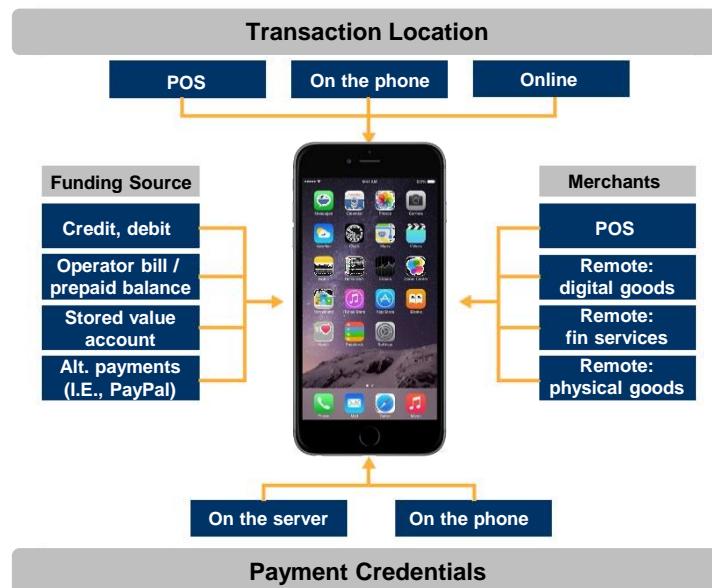 Transaction Location
POS
On the phone
Online
Funding Source
Merchants
Credit, debit
Operator bill /
prepaid balance
Stored value
account
Alt. payments
(I.E., PayPal)
POS
Remote:
digital goods
Remote:
fin services
Remote:
physical goods
On the server
On the phone
Payment Credentials